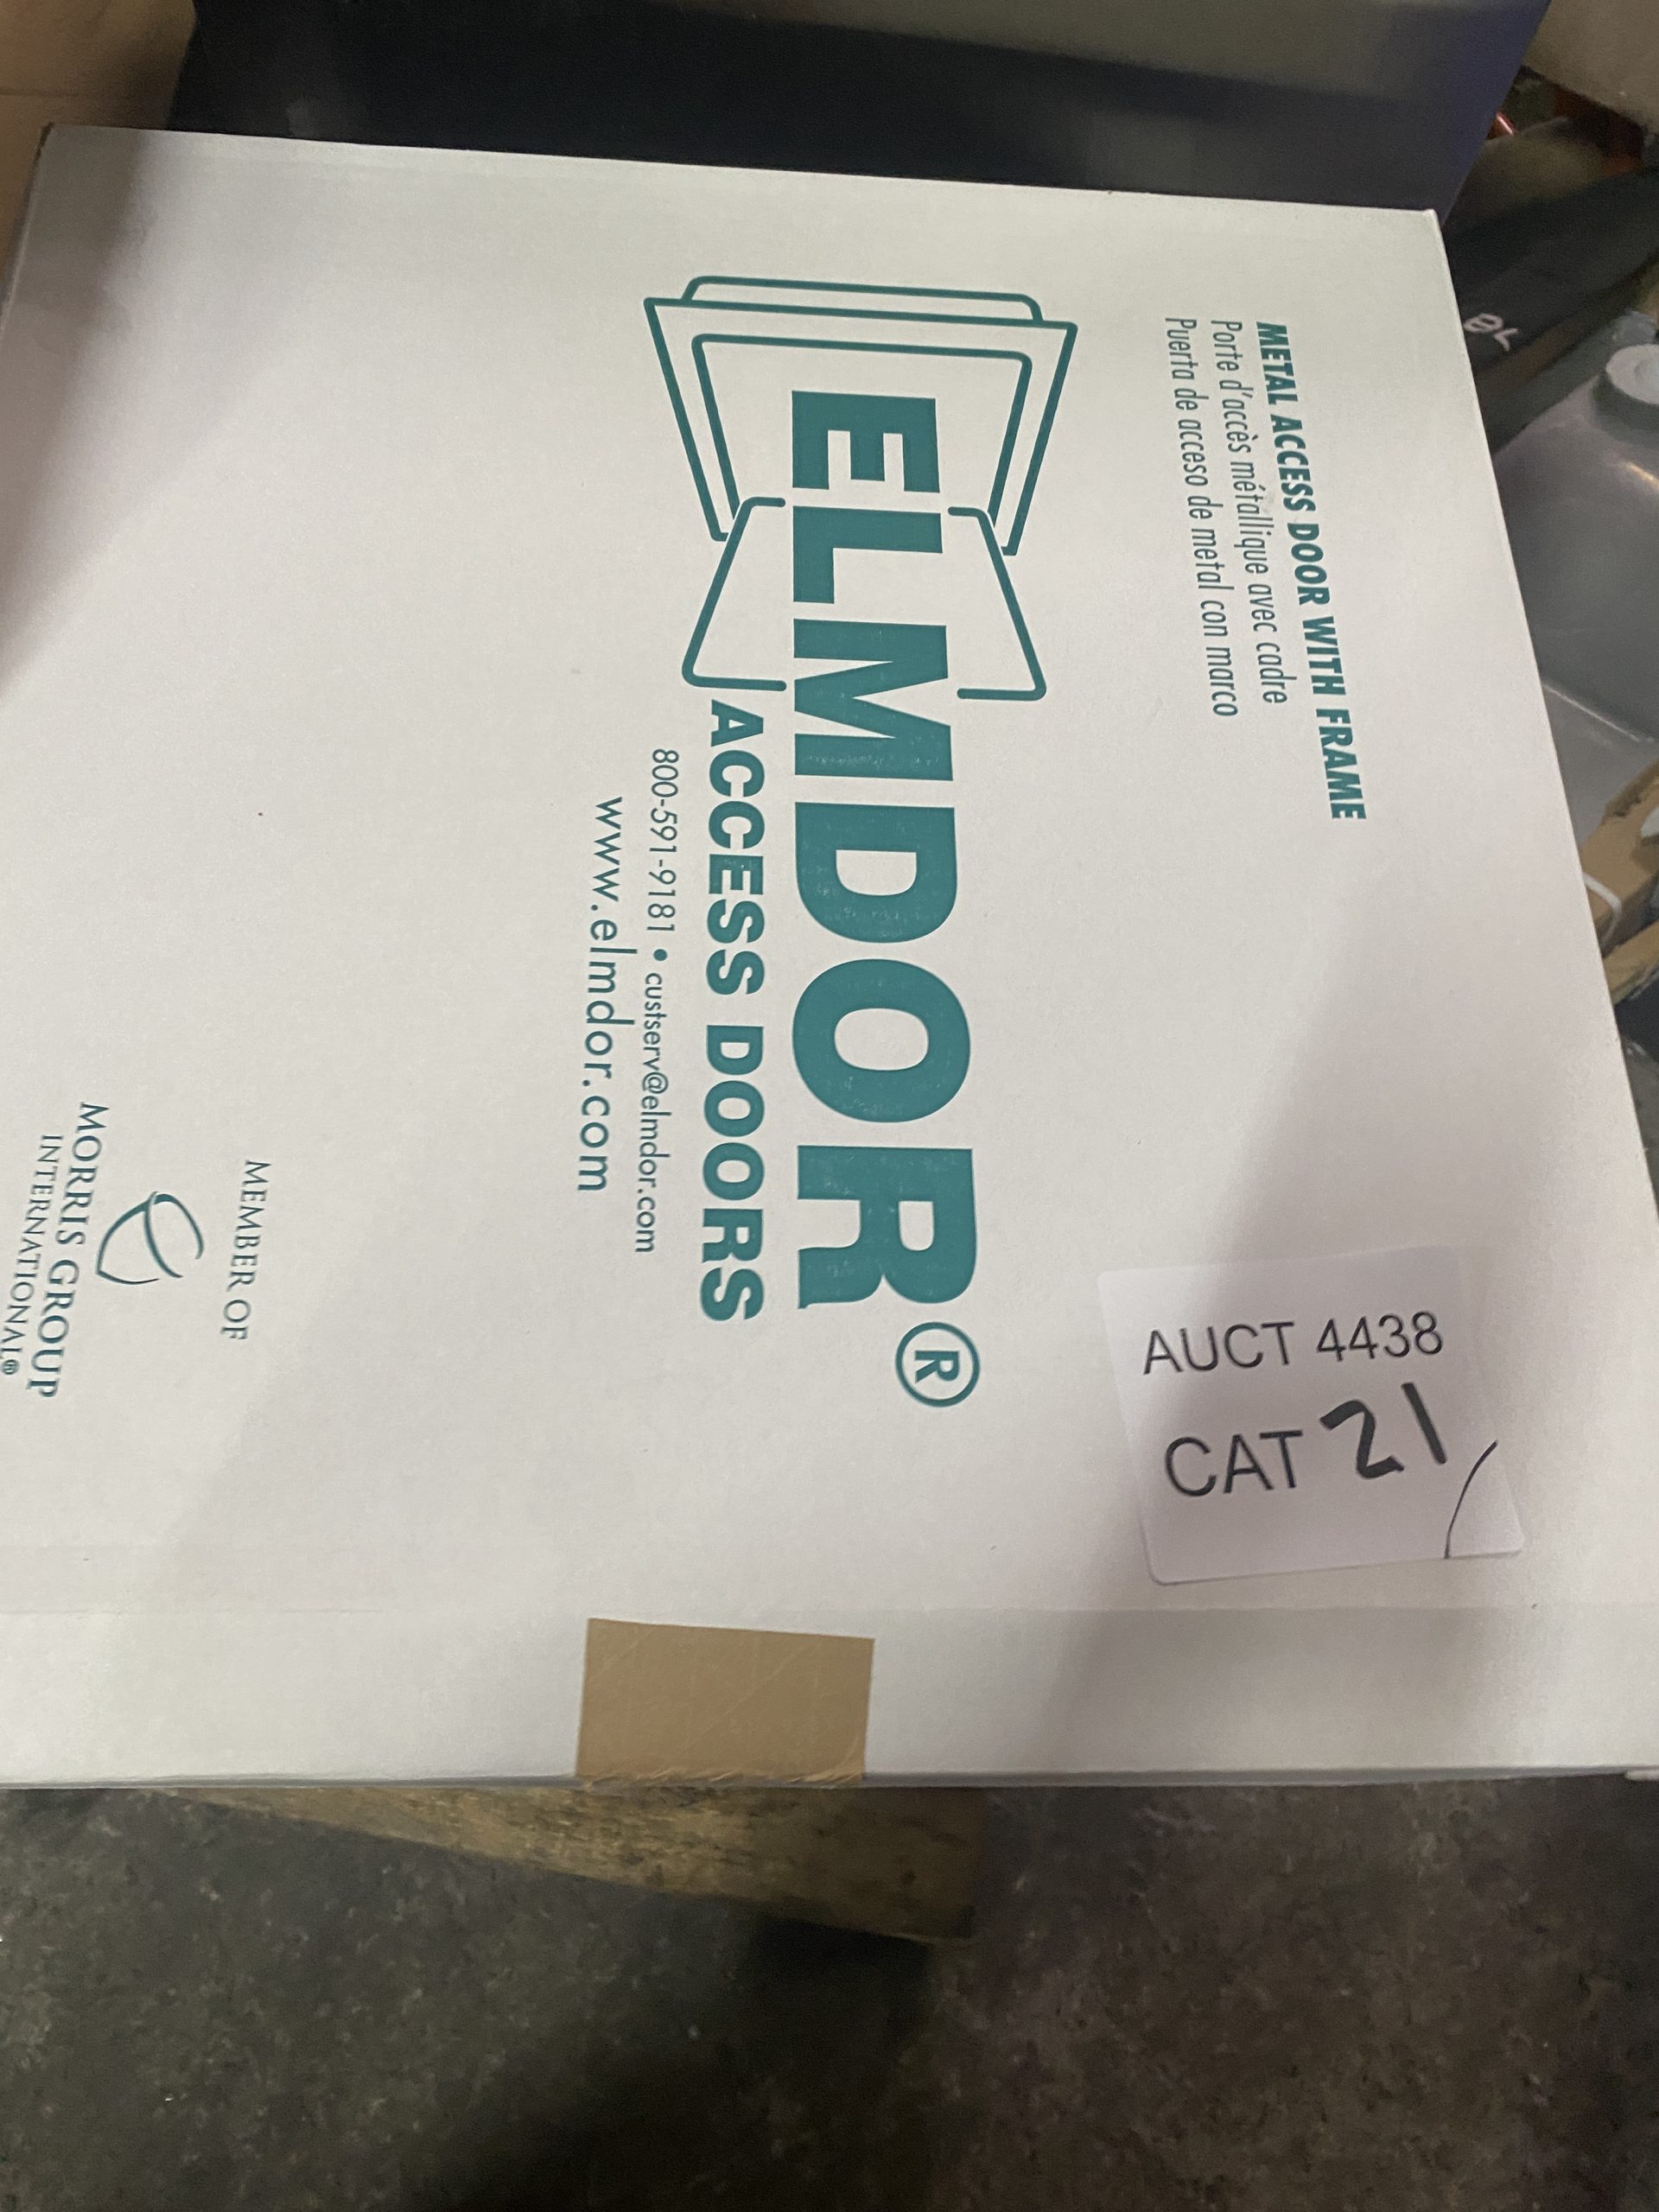 METAL ACCESS DOOR WITH FRAME
Porte d'accès métallique avec cadre
Puerta de acceso de metal con marco
ELMDOR®
ACCESS DOORS
800-591-9181 • custserv@elmdor.com
www.elmdor.com
MEMBER OF
MORRIS GROUP
INTERNATIONAL®
AUCT 4438
CAT 21